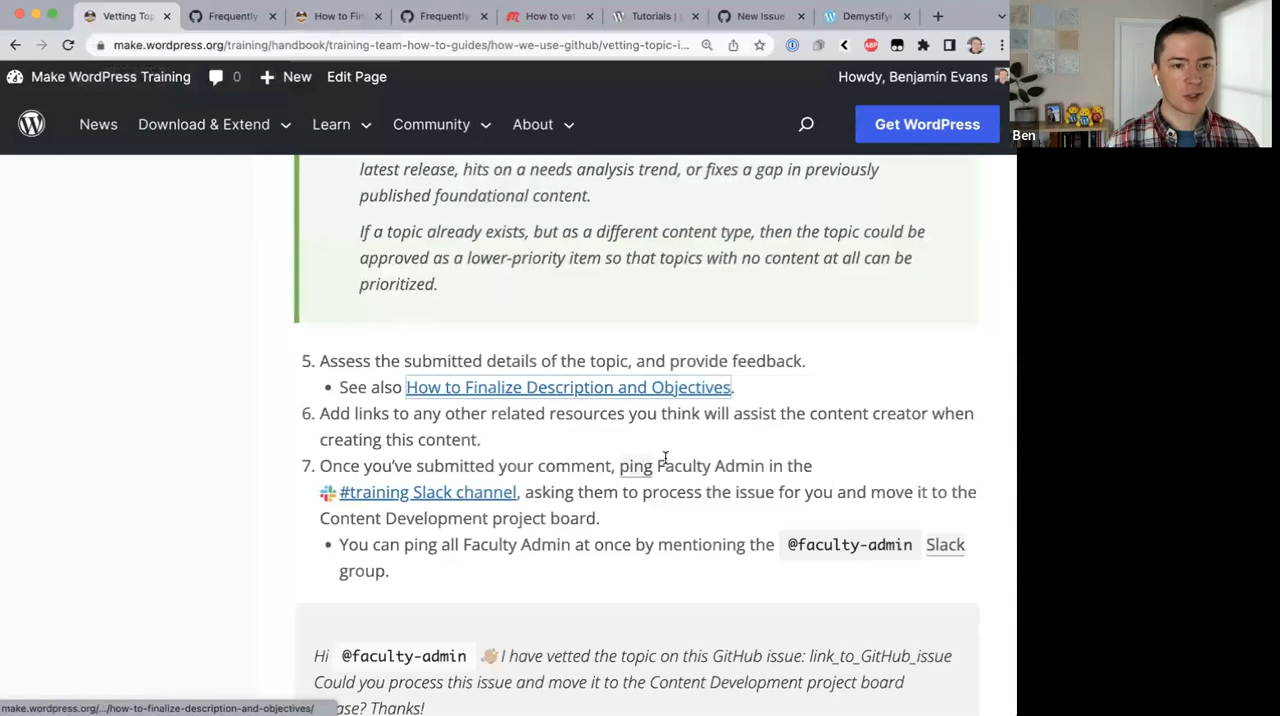 Vetting Top
Frequently
How to Fin
Frequently
How to vet
Tutorials |
New Issue
Demystify
make.wordpress.org/training/handbook/training-team-how-to-guides/how-we-use-github/vetting-topic-i...
Make WordPress Training
0
New
Edit Page
Howdy, Benjamin Evans
News
Download & Extend
Learn
Community
About
Get WordPress
Ben
latest release, hits on a needs analysis trend, or fixes a gap in previously
published foundational content.
If a topic already exists, but as a different content type, then the topic could be
approved as a lower-priority item so that topics with no content at all can be
prioritized.
5. Assess the submitted details of the topic, and provide feedback.
• See also How to Finalize Description and Objectives.
6. Add links to any other related resources you think will assist the content creator when
creating this content.
7. Once you’ve submitted your comment, ping Faculty Admin in the
#training Slack channel, asking them to process the issue for you and move it to the
Content Development project board.
• You can ping all Faculty Admin at once by mentioning the @faculty-admin Slack
group.
Hi @faculty-admin 👋🏼 I have vetted the topic on this GitHub issue: link_to_GitHub_issue
Could you process this issue and move it to the Content Development project board
ase? Thanks!
make.wordpress.org/.../how-to-finalize-description-and-objectives/